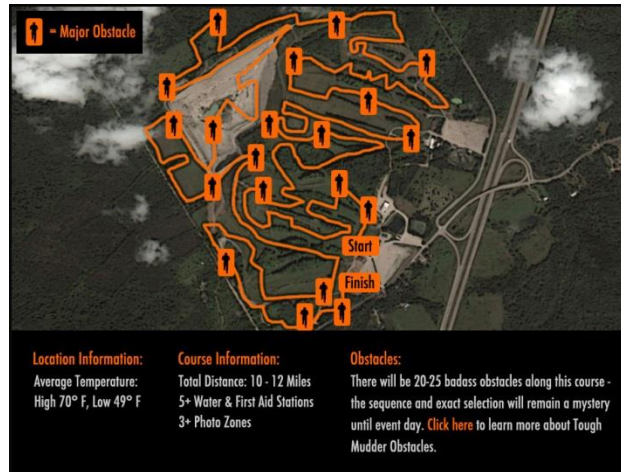 = Major Obstacle
Start
Finish
Location Information:
Average Temperature:
High 70° F, Low 49° F
Course Information:
Total Distance: 10 - 12 Miles
5+ Water & First Aid Stations
3+ Photo Zones
Obstacles:
There will be 20-25 badass obstacles along this course -
the sequence and exact selection will remain a mystery
until event day. Click here to learn more about Tough
Mudder Obstacles.